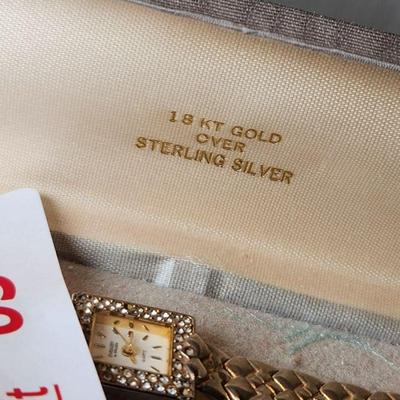 18 KT GOLD
OVER
STERLING SILVER